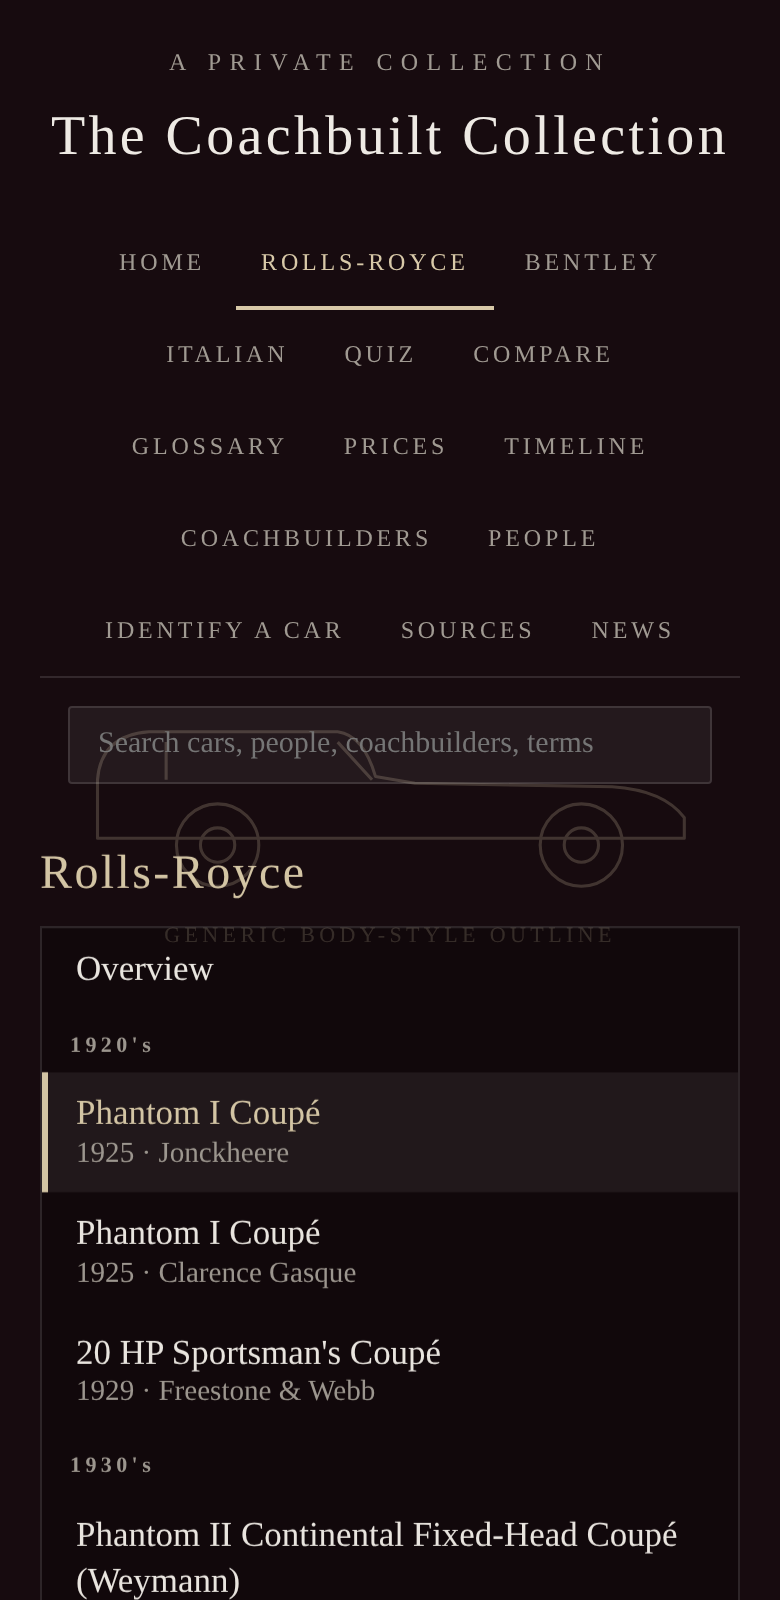 A PRIVATE COLLECTION
The Coachbuilt Collection
HOME ROLLS-ROYCE BENTLEY
ITALIAN QUIZ COMPARE
GLOSSARY PRICES TIMELINE
COACHBUILDERS PEOPLE
IDENTIFY A CAR SOURCES NEWS
Search cars, people, coachbuilders, terms
Rolls-Royce
GENERIC BODY-STYLE OUTLINE
Overview
1920's
Phantom I Coupé
1925 · Jonckheere
Phantom I Coupé
1925 · Clarence Gasque
20 HP Sportsman's Coupé
1929 · Freestone & Webb
1930's
Phantom II Continental Fixed-Head Coupé
(Weymann)